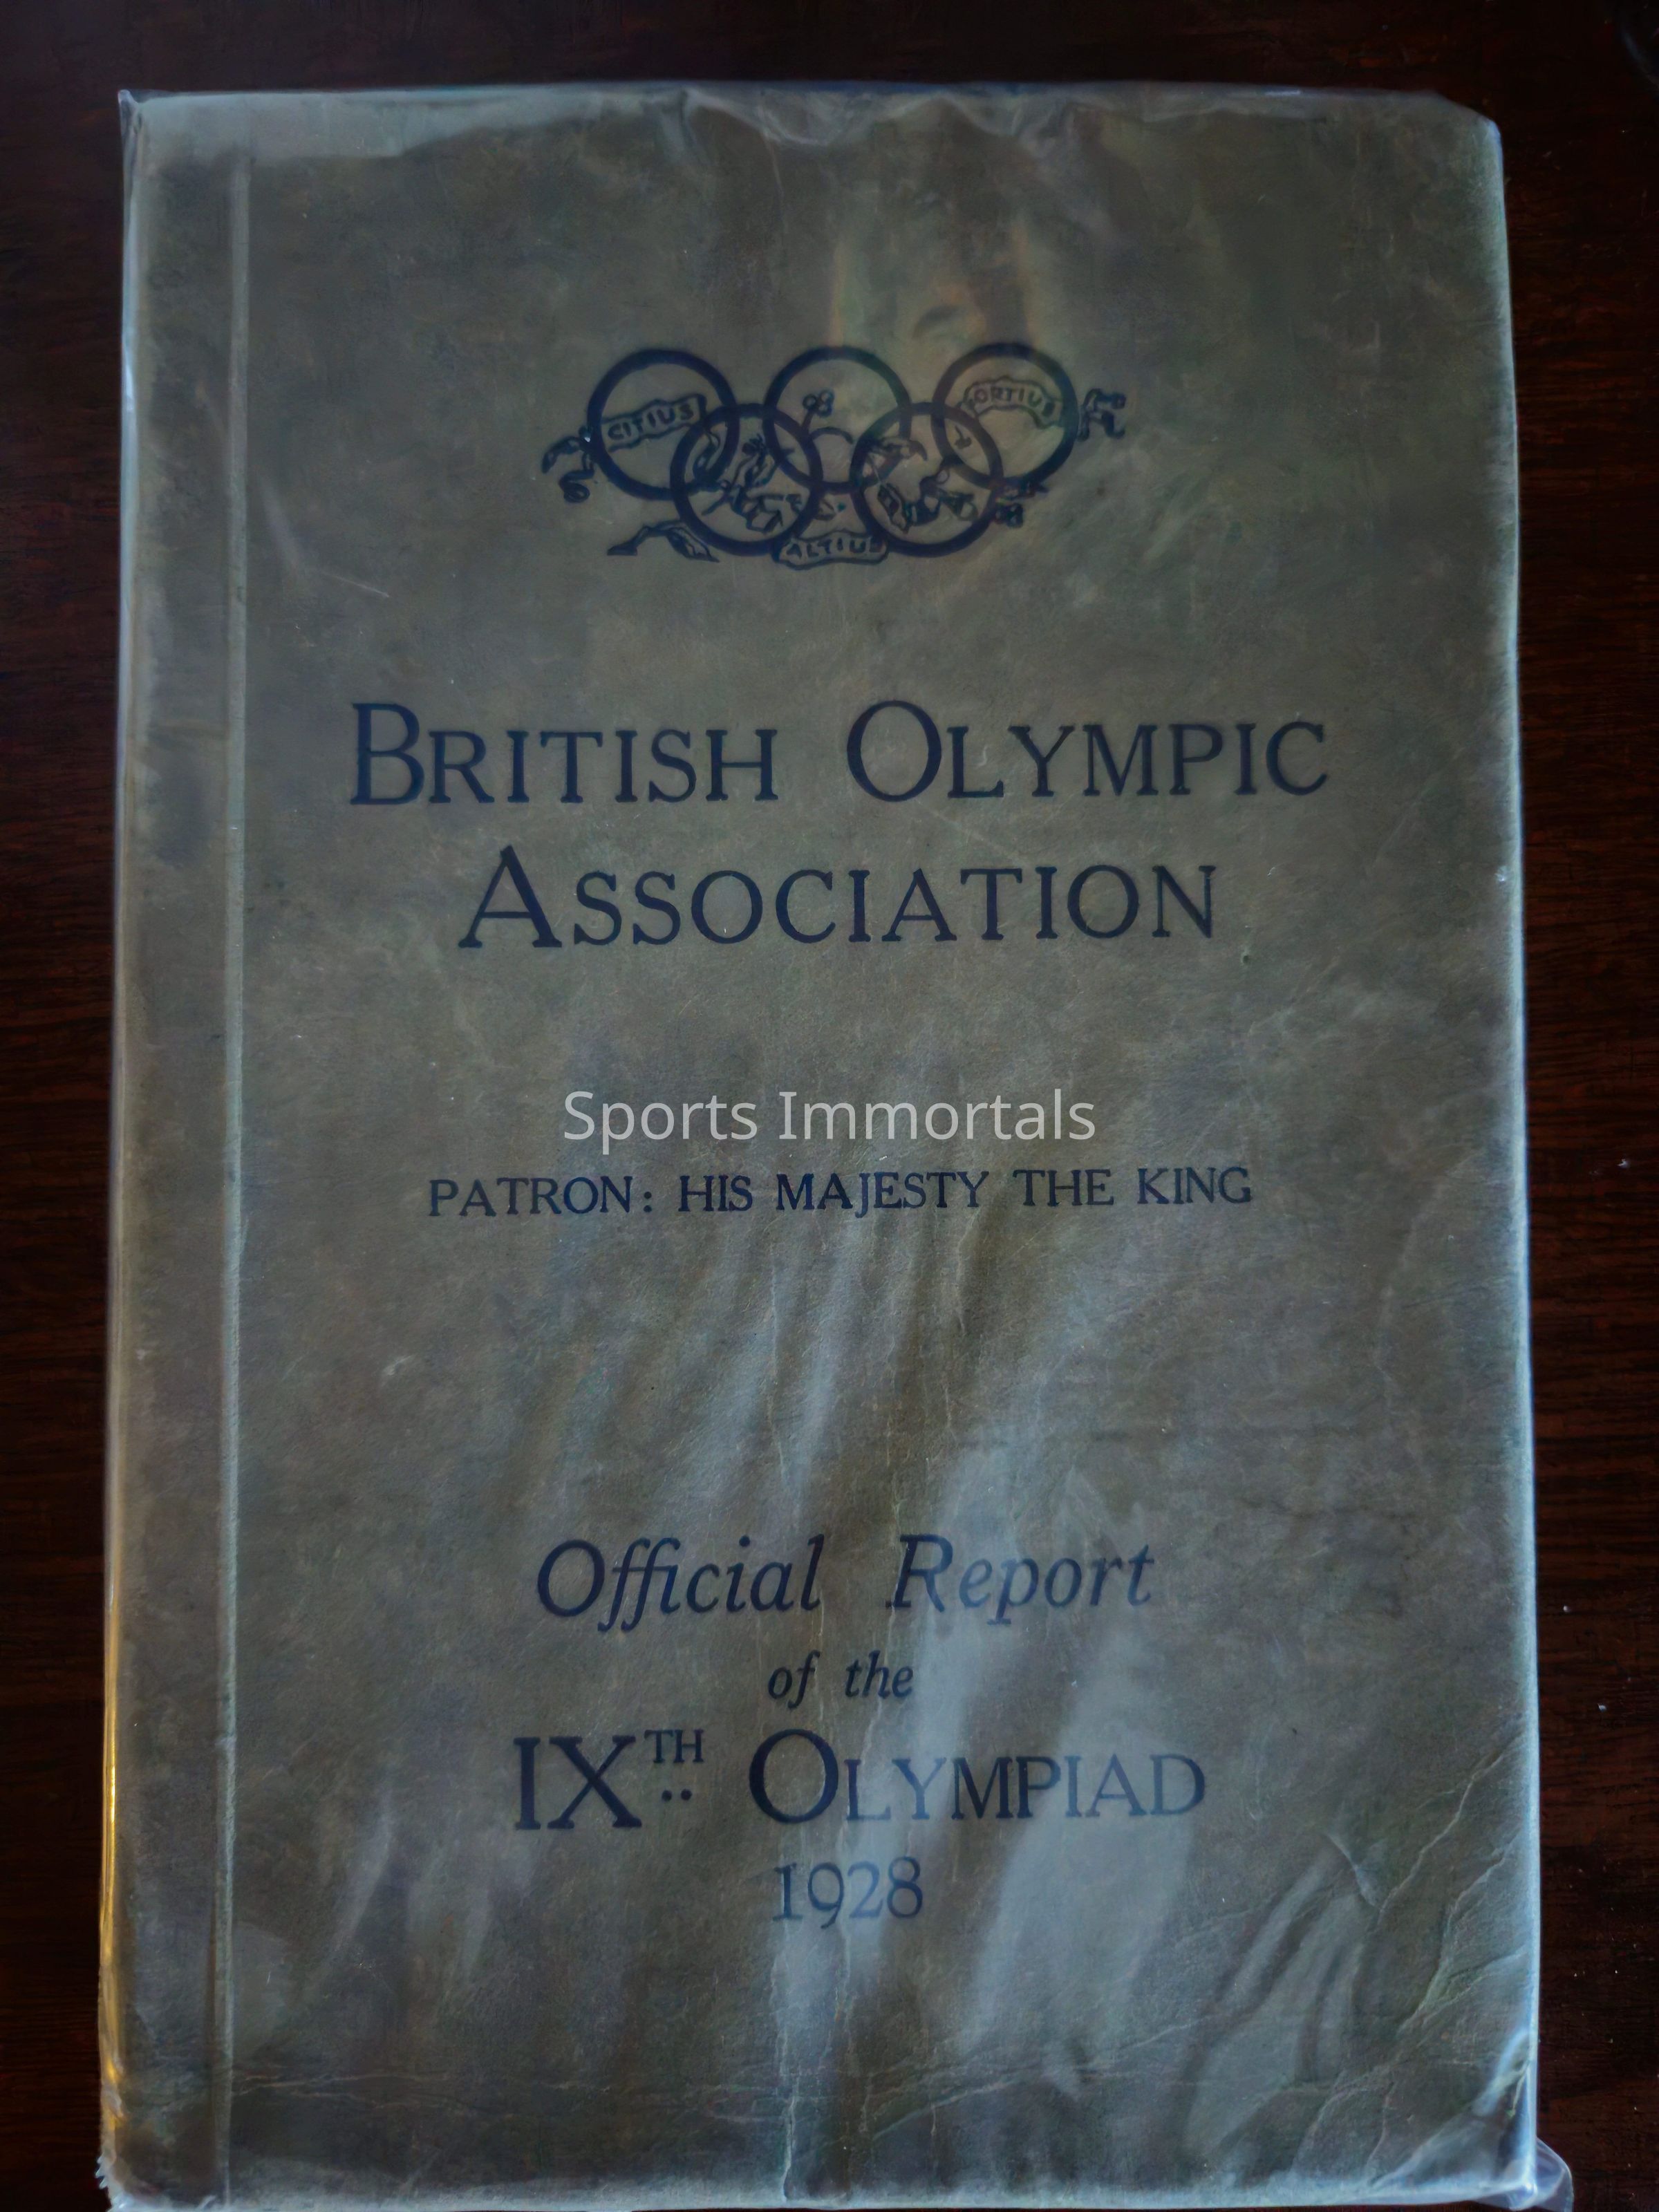 CITIUS
FORTIUS
ALTIUS
BRITISH OLYMPIC
ASSOCIATION
Sports Immortals
PATRON: HIS MAJESTY THE KING
Official Report
of the
IXTH OLYMPIAD
1928